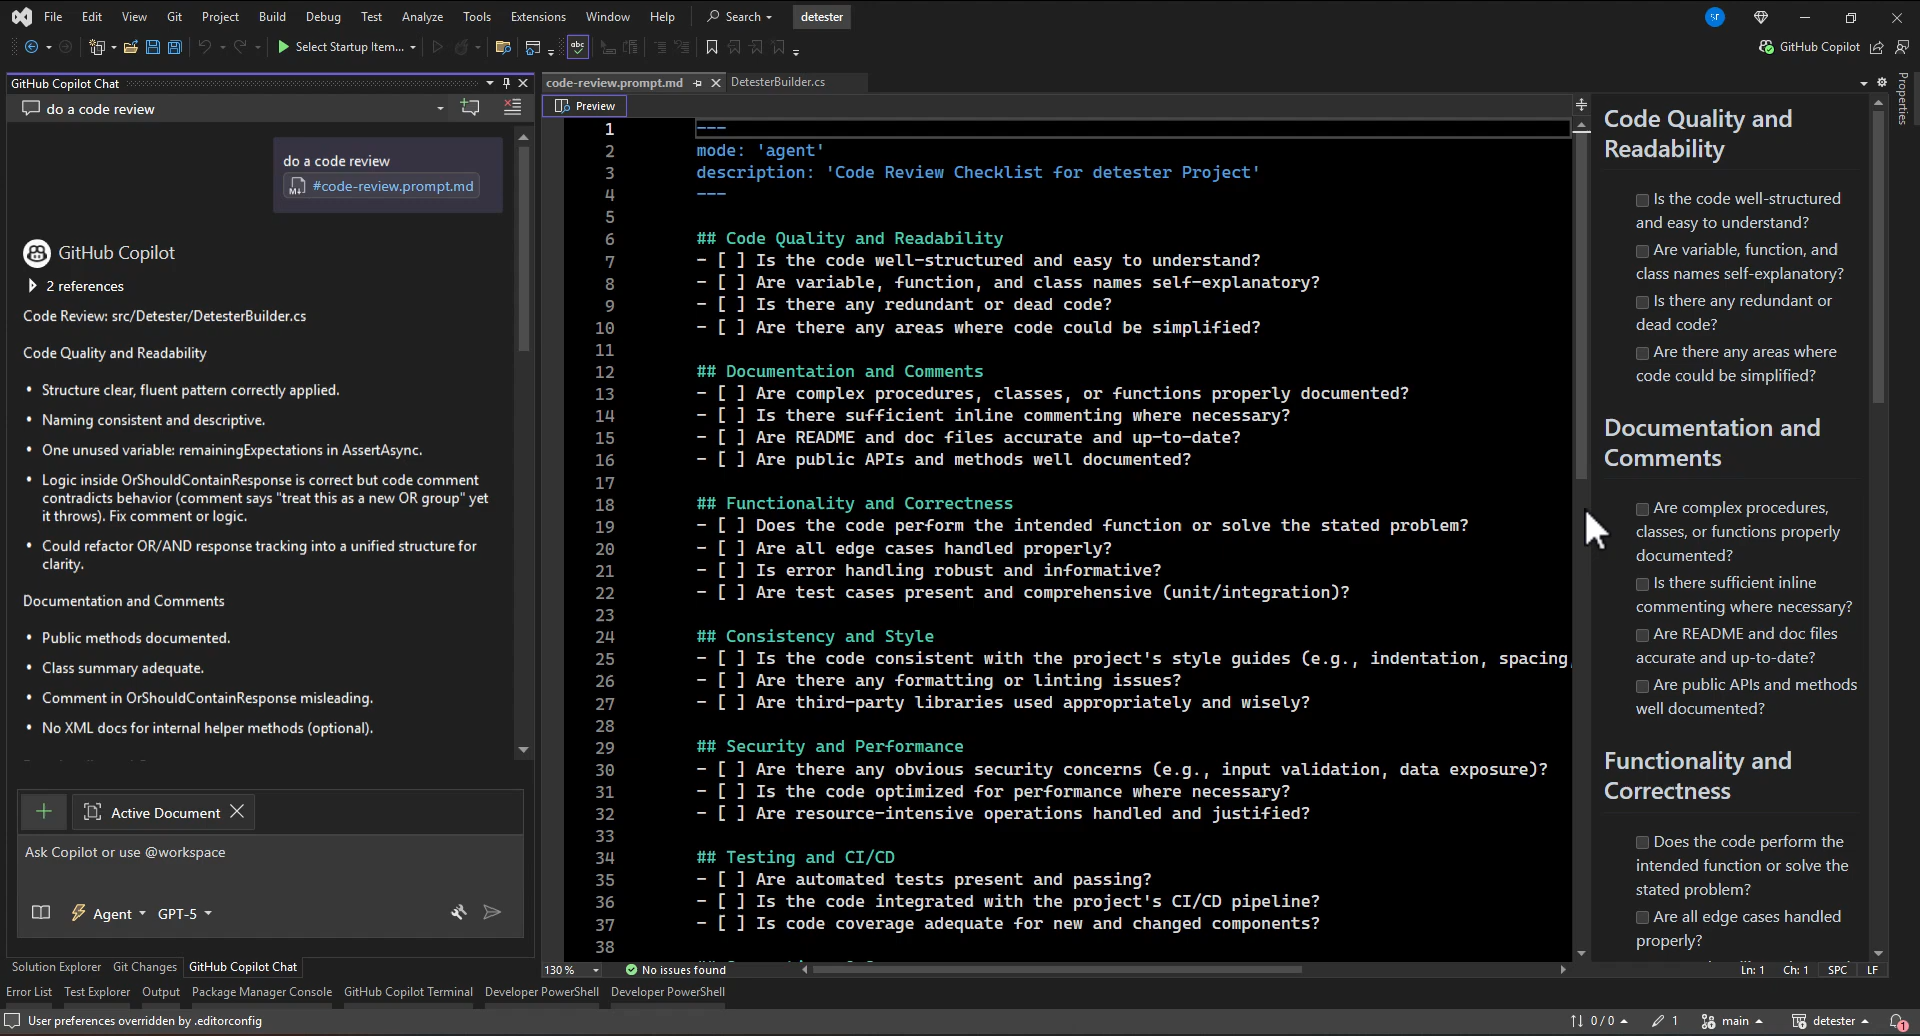 File Edit View Git Project Build Debug Test Analyze Tools Extensions Window Help Search detester SF
Select Startup Item... abc GitHub Copilot
GitHub Copilot Chat
do a code review
do a code review
#code-review.prompt.md
GitHub Copilot
2 references
Code Review: src/Detester/DetesterBuilder.cs
Code Quality and Readability
• Structure clear, fluent pattern correctly applied.
• Naming consistent and descriptive.
• One unused variable: remainingExpectations in AssertAsync.
• Logic inside OrShouldContainResponse is correct but code comment
contradicts behavior (comment says "treat this as a new OR group" yet
it throws). Fix comment or logic.
• Could refactor OR/AND response tracking into a unified structure for
clarity.
Documentation and Comments
• Public methods documented.
• Class summary adequate.
• Comment in OrShouldContainResponse misleading.
• No XML docs for internal helper methods (optional).
Active Document
Ask Copilot or use @workspace
Agent GPT-5
Solution Explorer Git Changes GitHub Copilot Chat
code-review.prompt.md DetesterBuilder.cs
Preview
1 ---
2 mode: 'agent'
3 description: 'Code Review Checklist for detester Project'
4 ---
5
6 ## Code Quality and Readability
7 - [ ] Is the code well-structured and easy to understand?
8 - [ ] Are variable, function, and class names self-explanatory?
9 - [ ] Is there any redundant or dead code?
10 - [ ] Are there any areas where code could be simplified?
11
12 ## Documentation and Comments
13 - [ ] Are complex procedures, classes, or functions properly documented?
14 - [ ] Is there sufficient inline commenting where necessary?
15 - [ ] Are README and doc files accurate and up-to-date?
16 - [ ] Are public APIs and methods well documented?
17
18 ## Functionality and Correctness
19 - [ ] Does the code perform the intended function or solve the stated problem?
20 - [ ] Are all edge cases handled properly?
21 - [ ] Is error handling robust and informative?
22 - [ ] Are test cases present and comprehensive (unit/integration)?
23
24 ## Consistency and Style
25 - [ ] Is the code consistent with the project's style guides (e.g., indentation, spacing,
26 - [ ] Are there any formatting or linting issues?
27 - [ ] Are third-party libraries used appropriately and wisely?
28
29 ## Security and Performance
30 - [ ] Are there any obvious security concerns (e.g., input validation, data exposure)?
31 - [ ] Is the code optimized for performance where necessary?
32 - [ ] Are resource-intensive operations handled and justified?
33
34 ## Testing and CI/CD
35 - [ ] Are automated tests present and passing?
36 - [ ] Is the code integrated with the project's CI/CD pipeline?
37 - [ ] Is code coverage adequate for new and changed components?
38
130 % No issues found Ln: 1 Ch: 1 SPC LF
Code Quality and
Readability
Is the code well-structured
and easy to understand?
Are variable, function, and
class names self-explanatory?
Is there any redundant or
dead code?
Are there any areas where
code could be simplified?
Documentation and
Comments
Are complex procedures,
classes, or functions properly
documented?
Is there sufficient inline
commenting where necessary?
Are README and doc files
accurate and up-to-date?
Are public APIs and methods
well documented?
Functionality and
Correctness
Does the code perform the
intended function or solve the
stated problem?
Are all edge cases handled
properly?
Properties
Error List Test Explorer Output Package Manager Console GitHub Copilot Terminal Developer PowerShell Developer PowerShell
User preferences overridden by .editorconfig 0 / 0 1 main detester 1